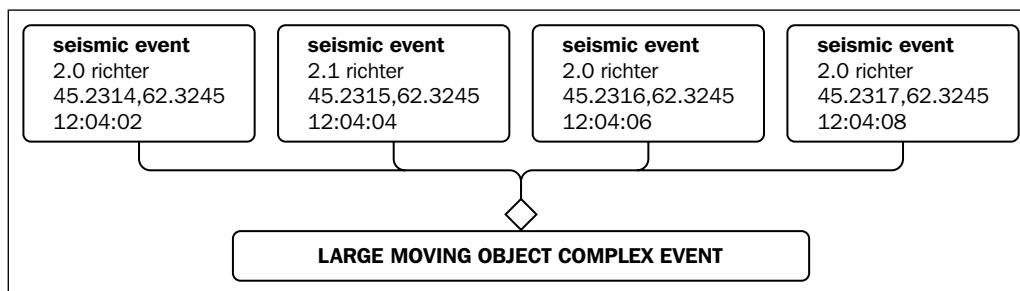 seismic event
2.0 richter
45.2314,62.3245
12:04:02
seismic event
2.1 richter
45.2315,62.3245
12:04:04
seismic event
2.0 richter
45.2316,62.3245
12:04:06
seismic event
2.0 richter
45.2317,62.3245
12:04:08
LARGE MOVING OBJECT COMPLEX EVENT